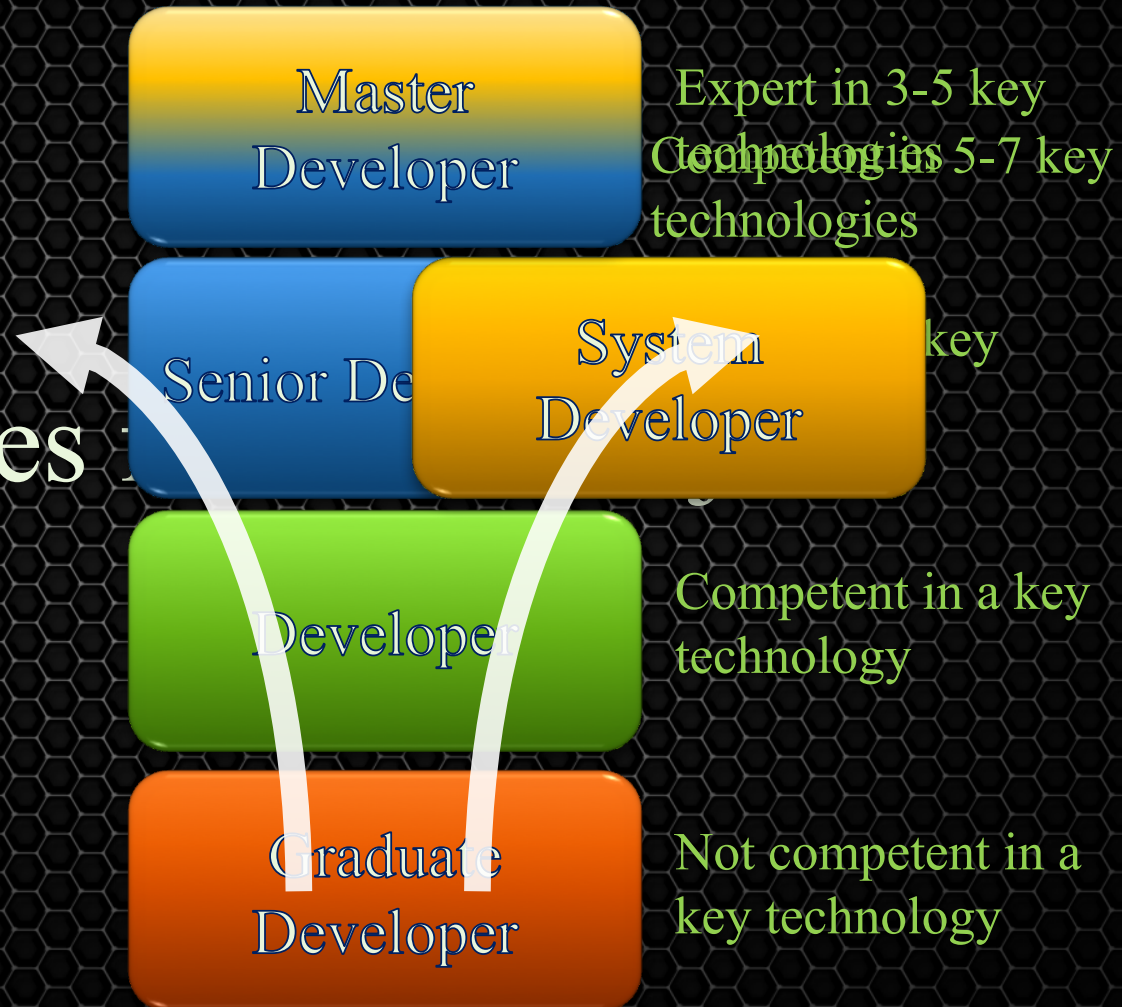 Master
Developer
Expert in 3-5 key
technologies
Competent in 5-7 key
technologies
Senior De
System
Developer
key
es
Developer
Competent in a key
technology
Graduate
Developer
Not competent in a
key technology